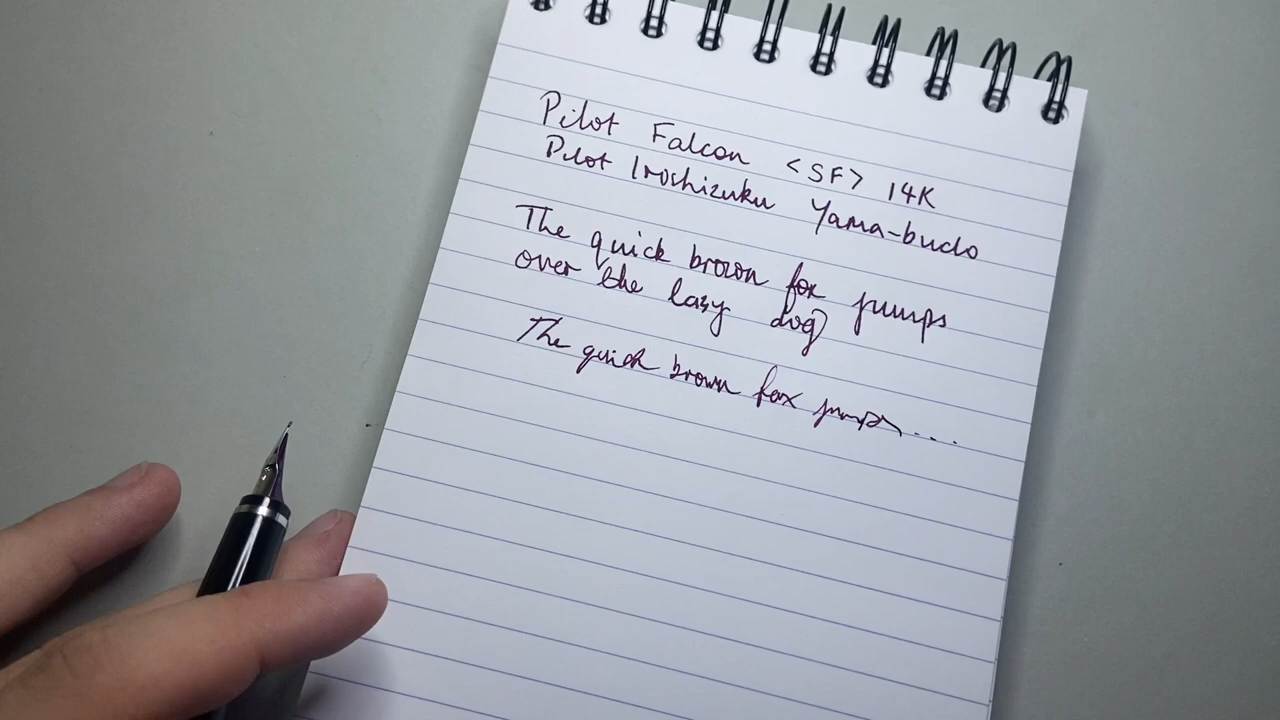 Pilot Falcon <SF> 14K
Pilot Iroshizuku Yama-budo
The quick brown fox jumps
over the lazy dog
The quick brown fox jumps...